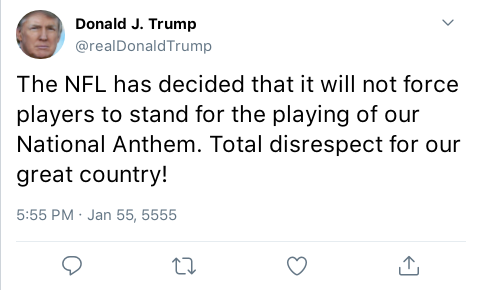 Donald J. Trump
@realDonaldTrump
The NFL has decided that it will not force
players to stand for the playing of our
National Anthem. Total disrespect for our
great country!
5:55 PM · Jan 55, 5555